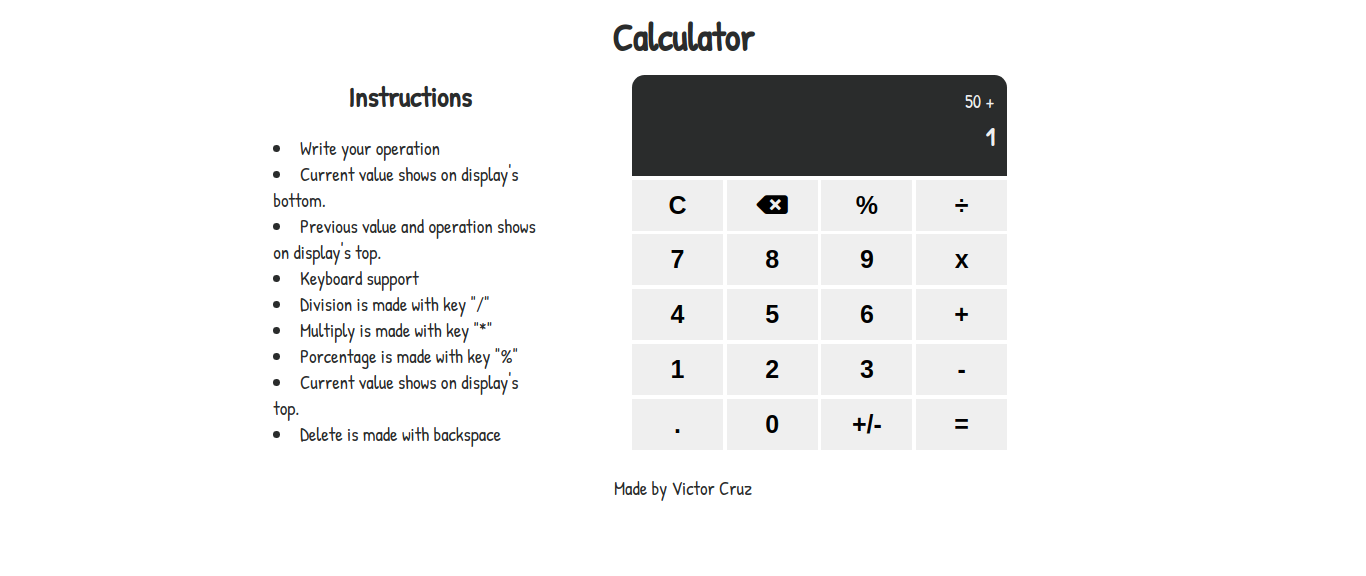 Calculator
Instructions
Write your operation
Current value shows on display's
bottom.
Previous value and operation shows
on display's top.
Keyboard support
Division is made with key "/"
Multiply is made with key "*"
Porcentage is made with key "%"
Current value shows on display's
top.
Delete is made with backspace
50 +
1
C % ÷
7 8 9 x
4 5 6 +
1 2 3 -
. 0 +/- =
Made by Victor Cruz